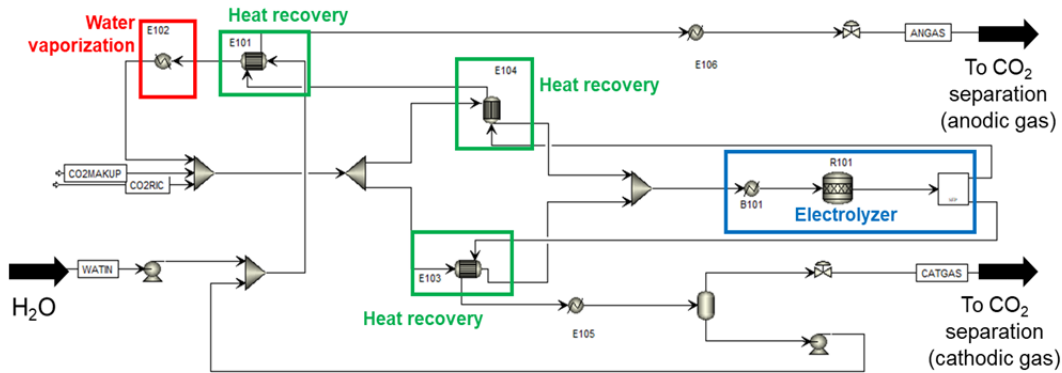 Water
vaporization
E102
Heat recovery
E101
E106
ANGAS
To CO₂
separation
(anodic gas)
E104
Heat recovery
CO2MAKUP
CO2RIC
R101
B101
Electrolyzer
WATIN
H₂O
E103
Heat recovery
E105
CATGAS
To CO₂
separation
(cathodic gas)